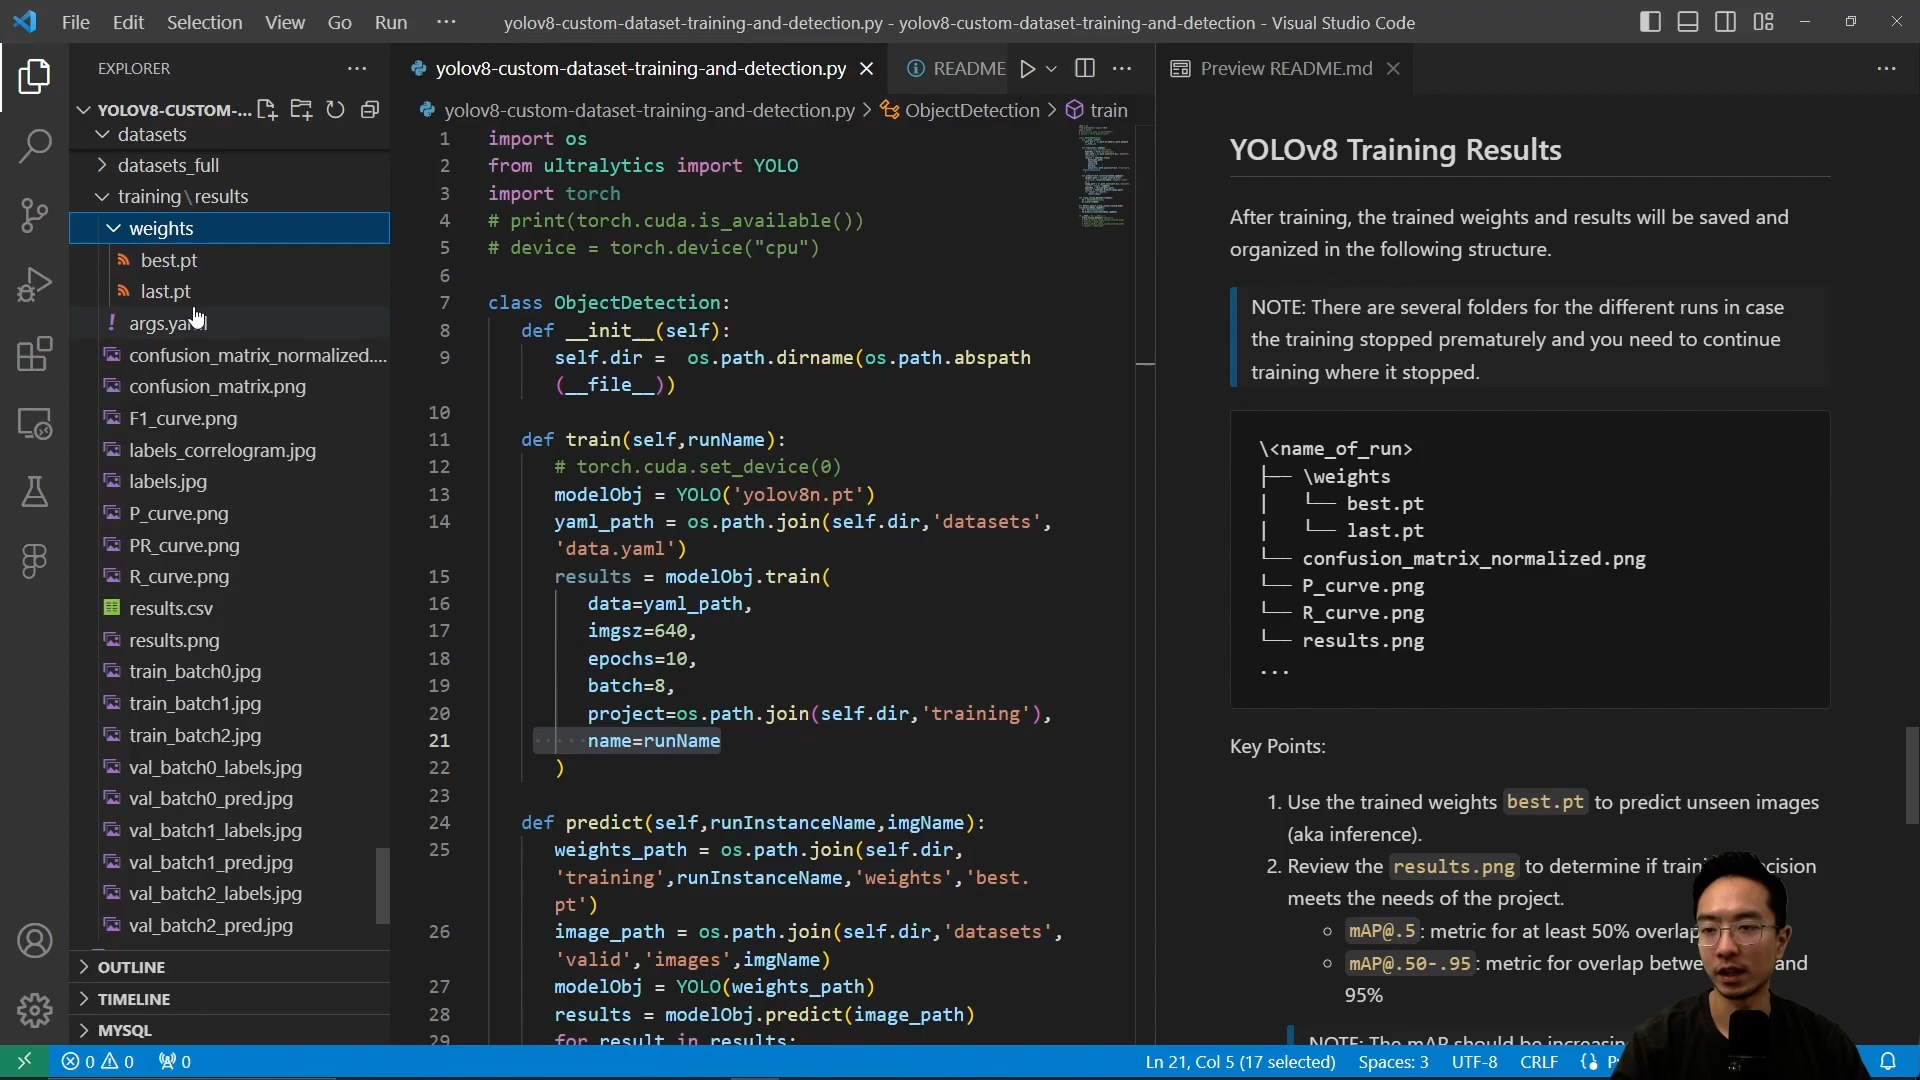 File Edit Selection View Go Run ···
yolov8-custom-dataset-training-and-detection.py - yolov8-custom-dataset-training-and-detection - Visual Studio Code
EXPLORER ···
YOLOV8-CUSTOM-...
datasets
datasets_full
training\results
weights
best.pt
last.pt
args.yaml
confusion_matrix_normalized....
confusion_matrix.png
F1_curve.png
labels_correlogram.jpg
labels.jpg
P_curve.png
PR_curve.png
R_curve.png
results.csv
results.png
train_batch0.jpg
train_batch1.jpg
train_batch2.jpg
val_batch0_labels.jpg
val_batch0_pred.jpg
val_batch1_labels.jpg
val_batch1_pred.jpg
val_batch2_labels.jpg
val_batch2_pred.jpg
OUTLINE
TIMELINE
MYSQL
yolov8-custom-dataset-training-and-detection.py README ···
yolov8-custom-dataset-training-and-detection.py > ObjectDetection > train
1 import os
2 from ultralytics import YOLO
3 import torch
4 # print(torch.cuda.is_available())
5 # device = torch.device("cpu")
6
7 class ObjectDetection:
8 def __init__(self):
9 self.dir =  os.path.dirname(os.path.abspath
(__file__))
10
11 def train(self,runName):
12 # torch.cuda.set_device(0)
13 modelObj = YOLO('yolov8n.pt')
14 yaml_path = os.path.join(self.dir,'datasets',
'data.yaml')
15 results = modelObj.train(
16 data=yaml_path,
17 imgsz=640,
18 epochs=10,
19 batch=8,
20 project=os.path.join(self.dir,'training'),
21 name=runName
22 )
23
24 def predict(self,runInstanceName,imgName):
25 weights_path = os.path.join(self.dir,
'training',runInstanceName,'weights','best.
pt')
26 image_path = os.path.join(self.dir,'datasets',
'valid','images',imgName)
27 modelObj = YOLO(weights_path)
28 results = modelObj.predict(image_path)
29 for result in results:
Preview README.md ···
YOLOv8 Training Results
After training, the trained weights and results will be saved and
organized in the following structure.
NOTE: There are several folders for the different runs in case
the training stopped prematurely and you need to continue
training where it stopped.
\<name_of_run>
├── \weights
│   └── best.pt
│   └── last.pt
└── confusion_matrix_normalized.png
└── P_curve.png
└── R_curve.png
└── results.png
...
Key Points:
1. Use the trained weights best.pt to predict unseen images
(aka inference).
2. Review the results.png to determine if
meets the needs of the project.
mAP@.5: metric for at least 50% overlap
mAP@.50-.95: metric for overlap and
95%
NOTE: The mAP should be
0 0 0
Ln 21, Col 5 (17 selected) Spaces: 3 UTF-8 CRLF {}